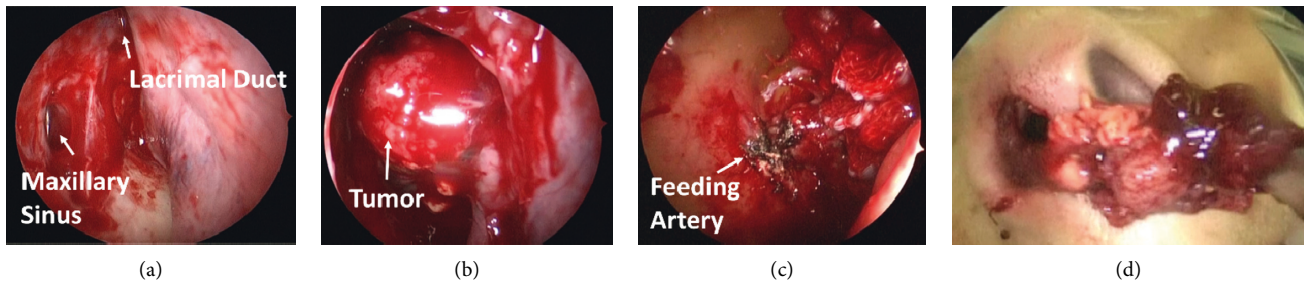 Lacrimal Duct
Maxillary
Sinus
Tumor
Feeding
Artery
(a)
(b)
(c)
(d)